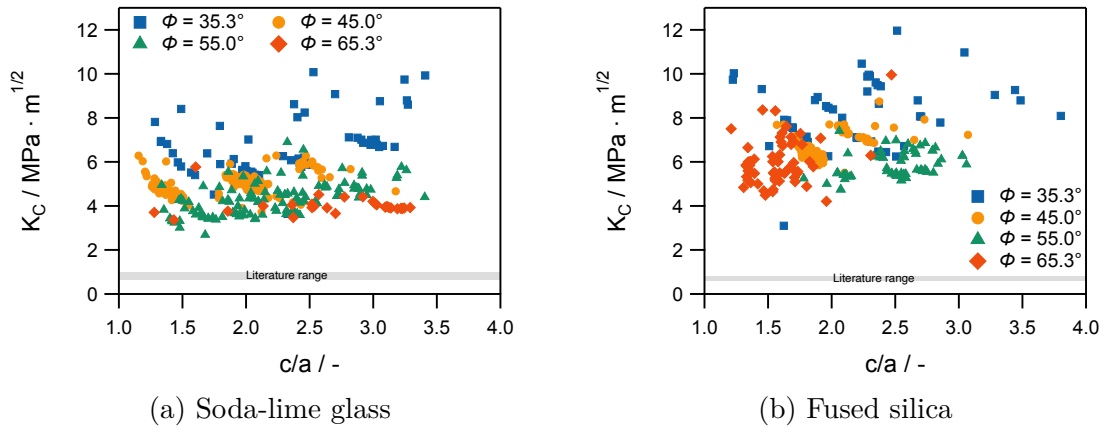 K_C / MPa · m^{1/2}
12
10
8
6
4
2
0
Φ = 35.3° Φ = 45.0°
Φ = 55.0° Φ = 65.3°
Literature range
1.0 1.5 2.0 2.5 3.0 3.5 4.0
c/a / -
(a) Soda-lime glass
K_C / MPa · m^{1/2}
12
10
8
6
4
2
0
Φ = 35.3°
Φ = 45.0°
Φ = 55.0°
Φ = 65.3°
Literature range
1.0 1.5 2.0 2.5 3.0 3.5 4.0
c/a / -
(b) Fused silica